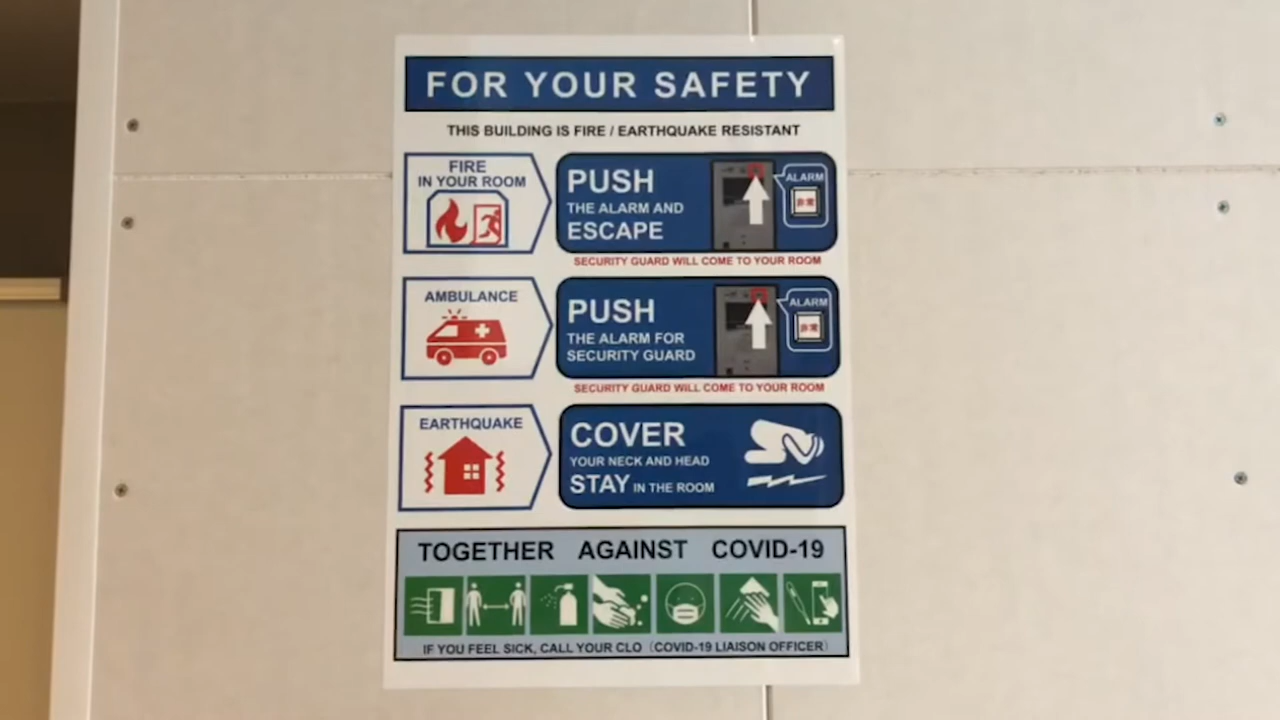 FOR YOUR SAFETY
THIS BUILDING IS FIRE / EARTHQUAKE RESISTANT
FIRE
IN YOUR ROOM
PUSH
THE ALARM AND
ESCAPE
ALARM
非常
SECURITY GUARD WILL COME TO YOUR ROOM
AMBULANCE
PUSH
THE ALARM FOR
SECURITY GUARD
ALARM
非常
SECURITY GUARD WILL COME TO YOUR ROOM
EARTHQUAKE
COVER
YOUR NECK AND HEAD
STAY IN THE ROOM
TOGETHER AGAINST COVID-19
IF YOU FEEL SICK, CALL YOUR CLO (COVID-19 LIAISON OFFICER)